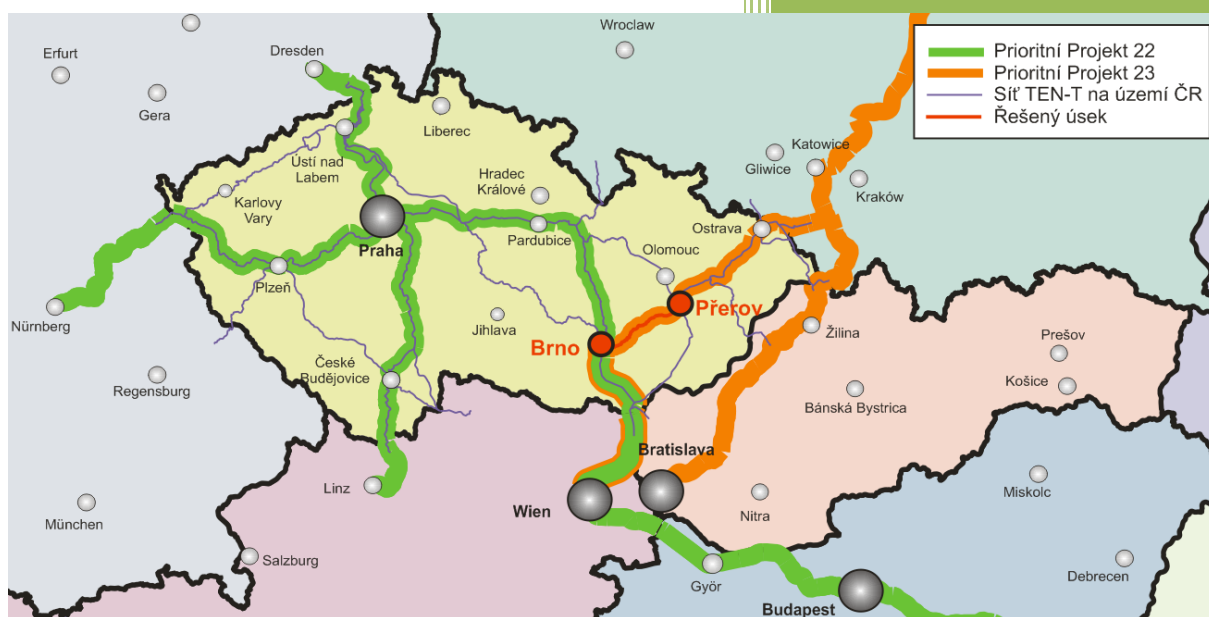 Prioritní Projekt 22
Prioritní Projekt 23
Síť TEN-T na území ČR
Řešený úsek
Wroclaw
Dresden
Erfurt
Gera
Liberec
Ústí nad
Labem
Hradec
Králové
Karlovy
Vary
Praha
Pardubice
Plzeň
Nürnberg
Gliwice
Katowice
Kraków
Ostrava
Olomouc
Přerov
Brno
Jihlava
Žilina
Prešov
Košice
České
Budějovice
Regensburg
Bánská Bystrica
Bratislava
Linz
Wien
Nitra
Miskolc
München
Salzburg
Györ
Budapest
Debrecen